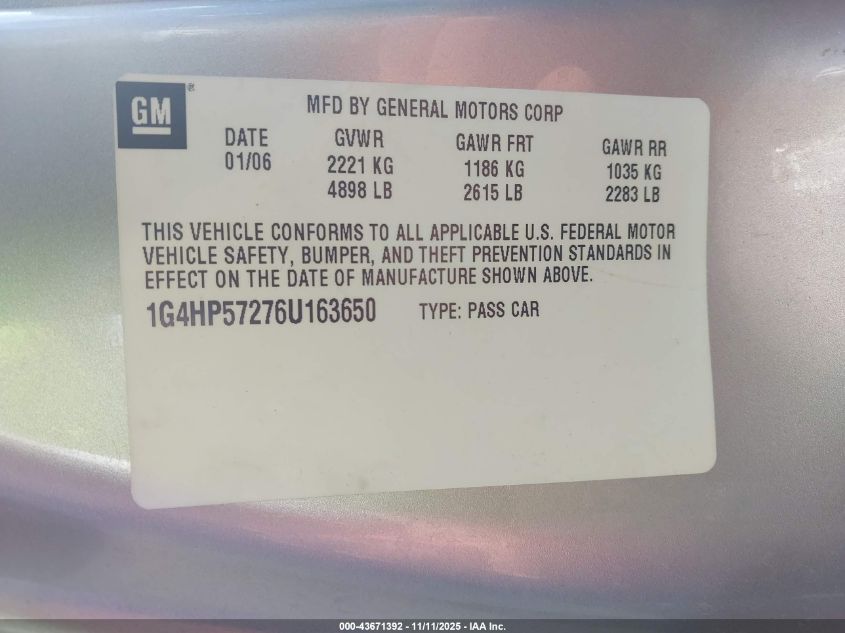 GM®
MFD BY GENERAL MOTORS CORP
DATE GVWR GAWR FRT GAWR RR
01/06 2221 KG 1186 KG 1035 KG
4898 LB 2615 LB 2283 LB
THIS VEHICLE CONFORMS TO ALL APPLICABLE U.S. FEDERAL MOTOR
VEHICLE SAFETY, BUMPER, AND THEFT PREVENTION STANDARDS IN
EFFECT ON THE DATE OF MANUFACTURE SHOWN ABOVE.
1G4HP57276U163650 TYPE: PASS CAR
000-43671392 - 11/11/2025 - IAA Inc.